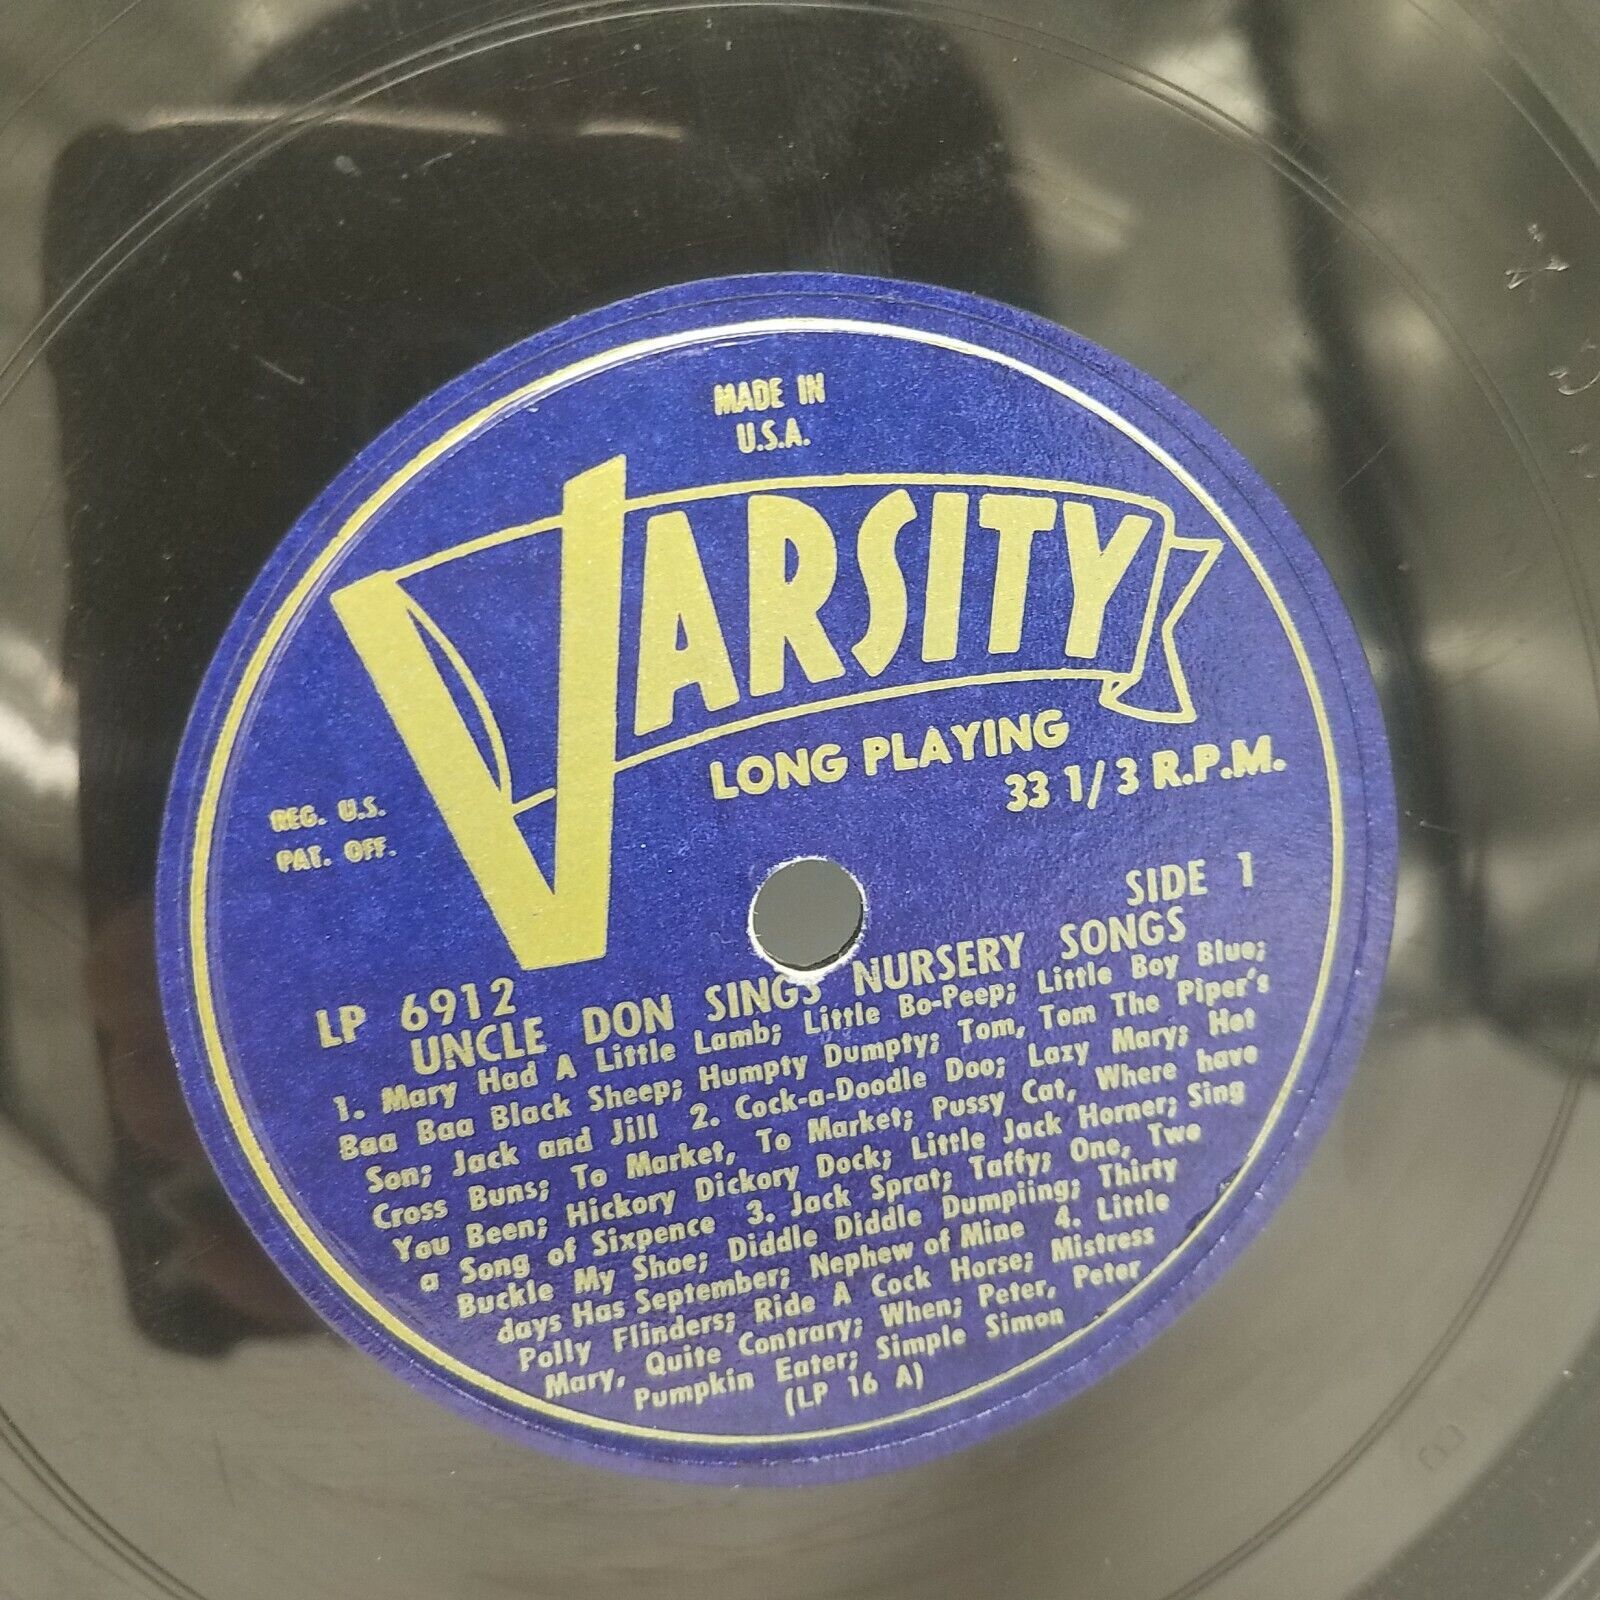 MADE IN
U.S.A.
VARSITY
LONG PLAYING
33 1/3 R.P.M.
REG. U.S.
PAT. OFF.
SIDE 1
LP 6912
UNCLE DON SINGS NURSERY SONGS
1. Mary Had A Little Lamb; Little Bo-Peep; Little Boy Blue;
Baa Baa Black Sheep; Humpty Dumpty; Tom, Tom The Piper's
Son; Jack and Jill 2. Cock-a-Doodle Doo; Lazy Mary; Hot
Cross Buns; To Market, To Market; Pussy Cat, Where have
You Been; Hickory Dickory Dock; Little Jack Horner; Sing
a Song of Sixpence 3. Jack Sprat; Taffy; One, Two
Buckle My Shoe; Diddle Diddle Dumpiing; Thirty
days Has September; Nephew of Mine 4. Little
Polly Flinders; Ride A Cock Horse; Mistress
Mary, Quite Contrary; When; Peter, Peter
Pumpkin Eater; Simple Simon
(LP 16 A)